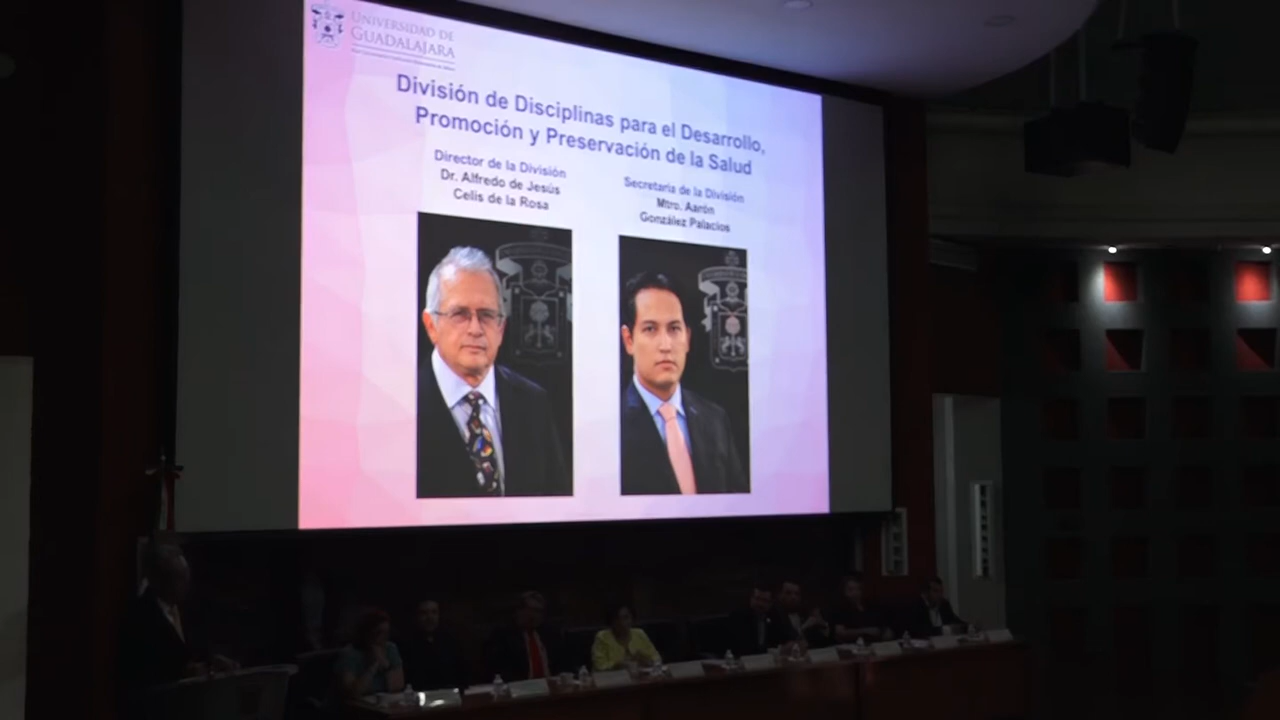 UNIVERSIDAD DE
GUADALAJARA
División de Disciplinas para el Desarrollo,
Promoción y Preservación de la Salud
Director de la División
Dr. Alfredo de Jesús
Celis de la Rosa
Secretaria de la División
Mtro. Aarón
González Palacios